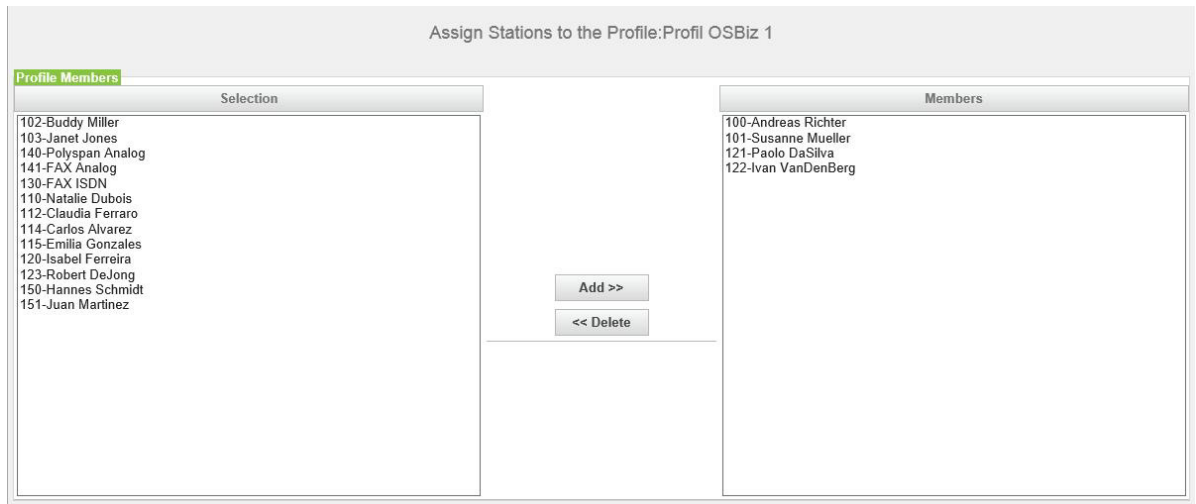 Assign Stations to the Profile:Profil OSBiz 1
Profile Members
Selection
102-Buddy Miller
103-Janet Jones
140-Polyspan Analog
141-FAX Analog
130-FAX ISDN
110-Natalie Dubois
112-Claudia Ferraro
114-Carlos Alvarez
115-Emilia Gonzales
120-Isabel Ferreira
123-Robert DeJong
150-Hannes Schmidt
151-Juan Martinez
Add >>
<< Delete
Members
100-Andreas Richter
101-Susanne Mueller
121-Paolo DaSilva
122-Ivan VanDenBerg